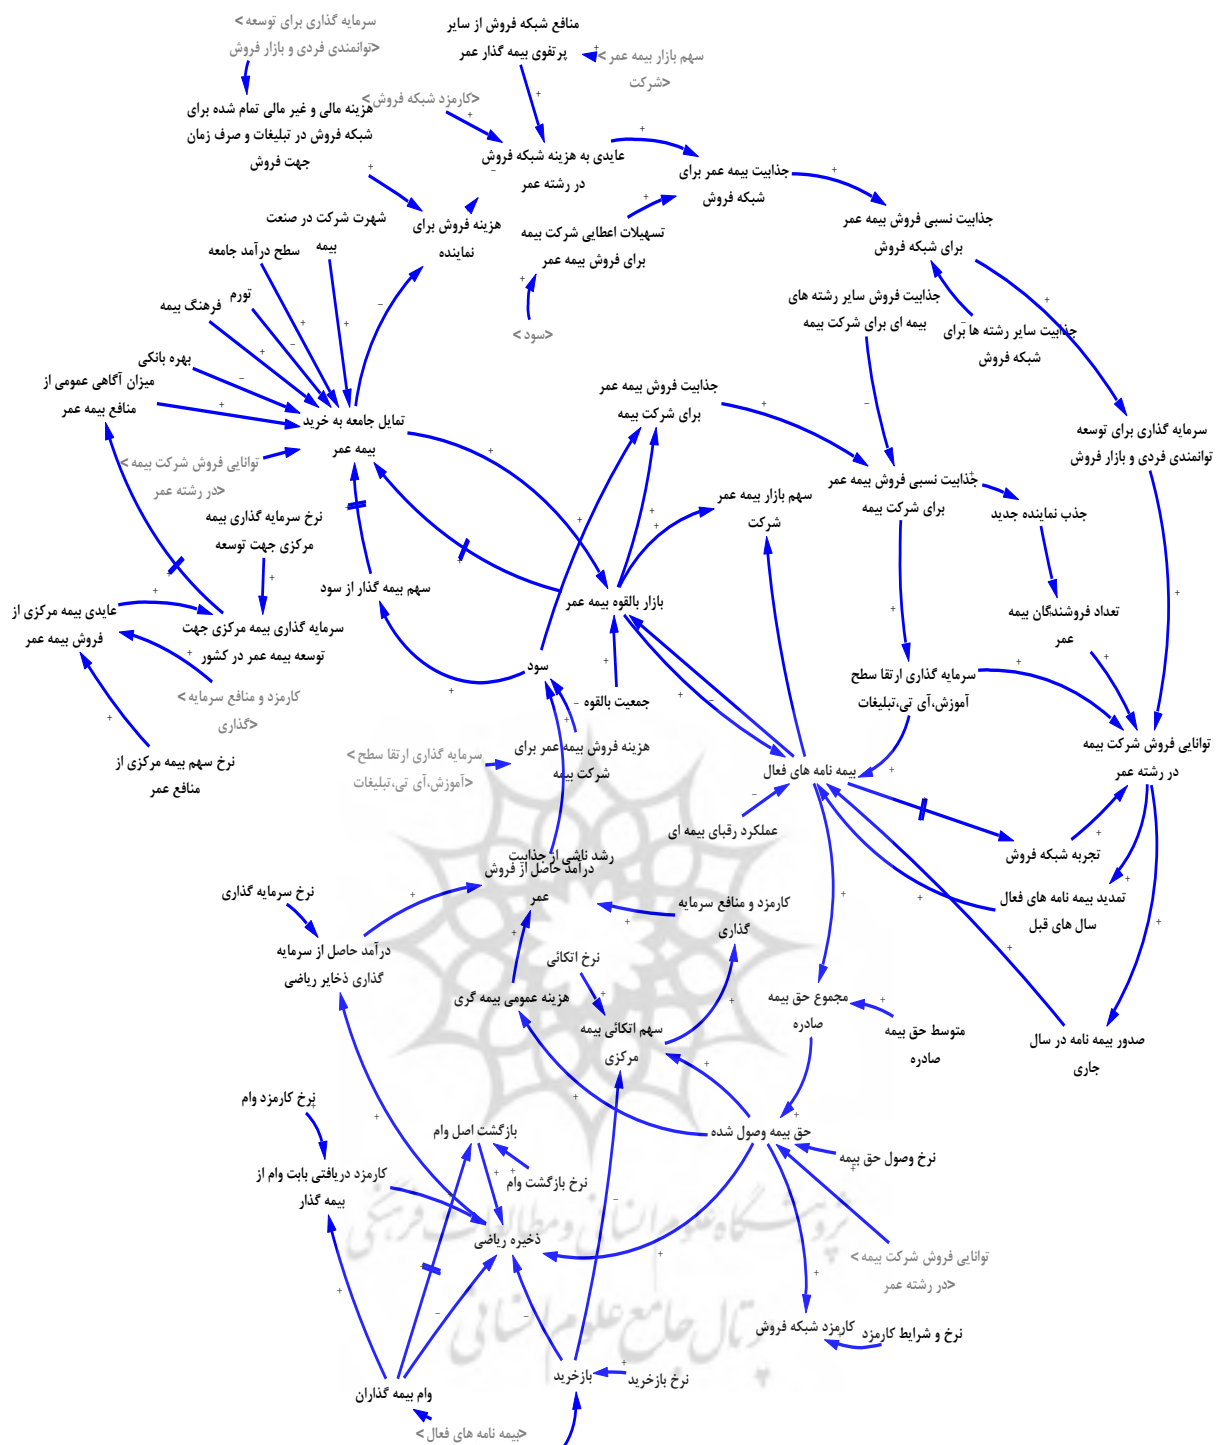 سرمایه گذاری برای توسعه >
<توانمندی فردی و بازار فروش
منافع شبکه فروش از سایر
پرتفوی بیمه گذار عمر
سهم بازار بیمه عمر >
<شرکت
<کارمزد شبکه فروش>
هزینه مالی و غیر مالی تمام شده برای
شبکه فروش در تبلیغات و صرف زمان
جهت فروش
عایدی به هزینه شبکه فروش
در رشته عمر
جذابیت بیمه عمر برای
شبکه فروش
جذابیت نسبی فروش بیمه عمر
برای شبکه فروش
هزینه فروش برای
نماینده
تسهیلات اعطایی شرکت بیمه
برای فروش بیمه عمر
<سود >
شهرت شرکت در صنعت
بیمه
سطح درآمد جامعه
تورم
فرهنگ بیمه
بهره بانکی
میزان آگاهی عمومی از
منافع بیمه عمر
توانایی فروش شرکت بیمه >
<در رشته عمر
تمایل جامعه به خرید
بیمه عمر
جذابیت فروش سایر رشته های
بیمه ای برای شرکت بیمه
جذابیت سایر رشته ها برای
شبکه فروش
جذابیت فروش بیمه عمر
برای شرکت بیمه
سرمایه گذاری برای توسعه
توانمندی فردی و بازار فروش
جذابیت نسبی فروش بیمه عمر
برای شرکت بیمه
سهم بازار بیمه عمر
شرکت
جذب نماینده جدید
نرخ سرمایه گذاری بیمه
مرکزی جهت توسعه
سهم بیمه گذار از سود
بازار بالقوه بیمه عمر
تعداد فروشندگان بیمه
عمر
عایدی بیمه مرکزی از
فروش بیمه عمر
سرمایه گذاری بیمه مرکزی جهت
توسعه بیمه عمر در کشور
کارمزد و منافع سرمایه >
<گذاری
سود
جمعیت بالقوه
سرمایه گذاری ارتقا سطح
آموزش،آی تی،تبلیغات
نرخ سهم بیمه مرکزی از
منافع عمر
سرمایه گذاری ارتقا سطح >
<آموزش،آی تی،تبلیغات
هزینه فروش بیمه عمر برای
شرکت بیمه
بیمه نامه های فعال
توانایی فروش شرکت بیمه
در رشته عمر
عملکرد رقبای بیمه ای
تجربه شبکه فروش
رشد ناشی از جذابیت
درآمد حاصل از فروش
عمر
نرخ سرمایه گذاری
کارمزد و منافع سرمایه
گذاری
تمدید بیمه نامه های فعال
سال های قبل
درآمد حاصل از سرمایه
گذاری ذخایر ریاضی
نرخ اتکائی
هزینه عمومی بیمه گری
سهم اتکائی بیمه
مرکزی
مجموع حق بیمه
صادره
متوسط حق بیمه
صادره
صدور بیمه نامه در سال
جاری
نرخ کارمزد وام
بازگشت اصل وام
حق بیمه وصول شده
نرخ وصول حق بیمه
کارمزد دریافتی بابت وام از
بیمه گذار
نرخ بازگشت وام
پژوهشگاه علوم انسانی و مطالعات فرهنگی
ذخیره ریاضی
توانایی فروش شرکت بیمه >
<در رشته عمر
پرتال جامع علوم انسانی
کارمزد شبکه فروش
نرخ و شرایط کارمزد
بازخرید
نرخ بازخرید
وام بیمه گذاران
<بیمه نامه های فعال >